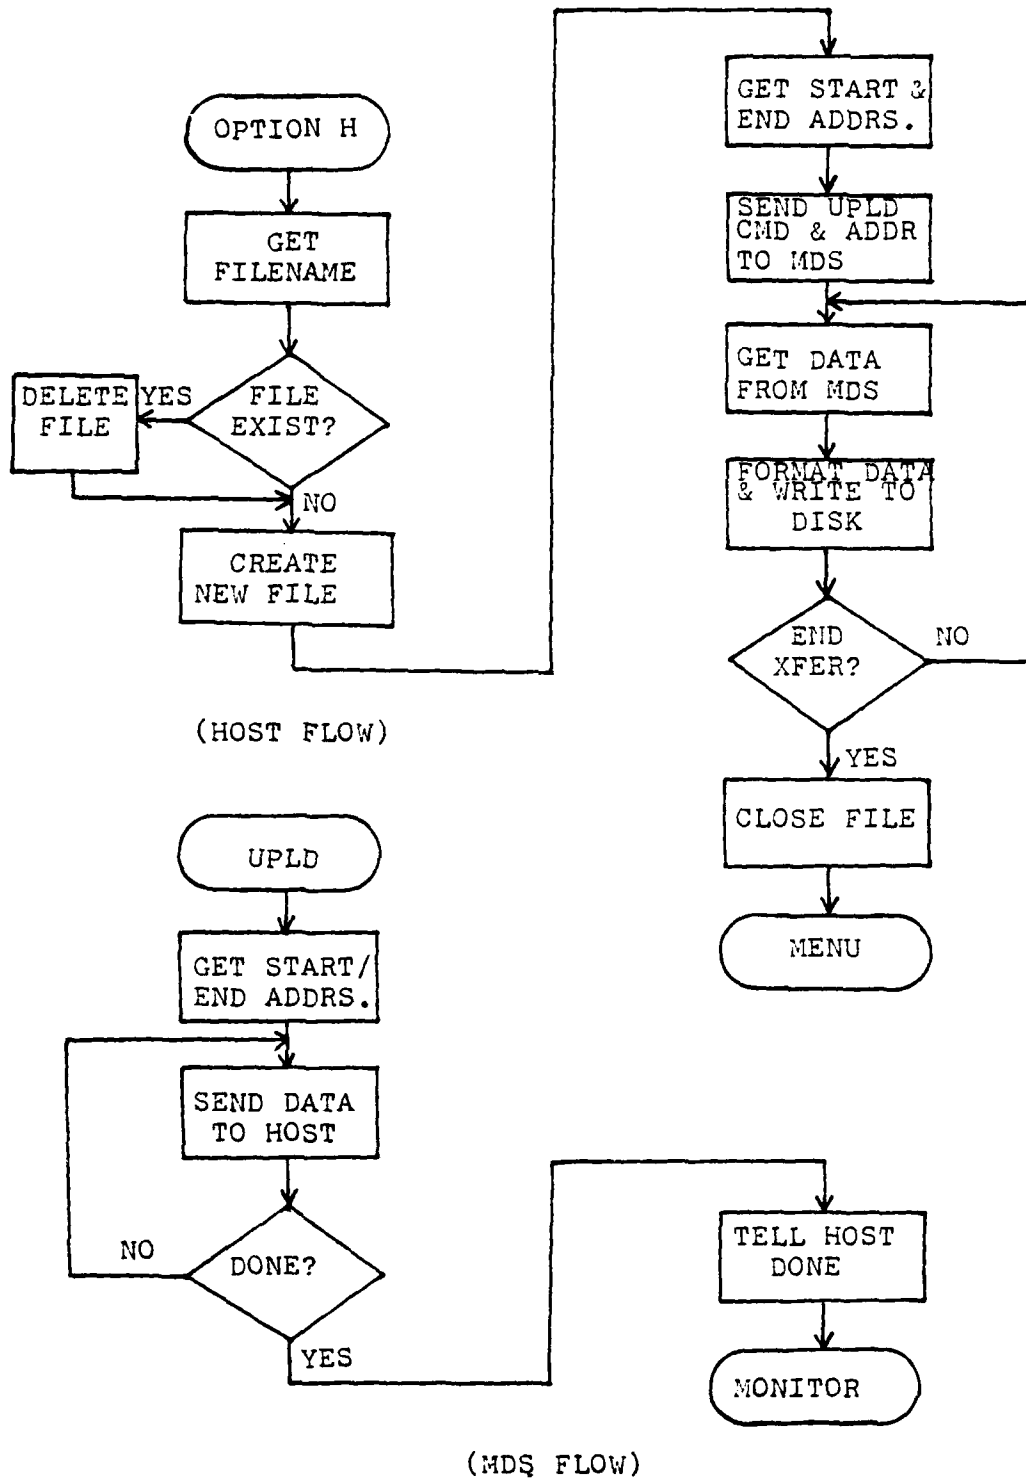 OPTION H
GET
FILENAME
DELETE
FILE
YES
FILE
EXIST?
NO
CREATE
NEW FILE
(HOST FLOW)
GET START &
END ADDRS.
SEND UPLD
CMD & ADDR
TO MDS
GET DATA
FROM MDS
FORMAT DATA
& WRITE TO
DISK
END
XFER?
NO
YES
CLOSE FILE
MENU
UPLD
GET START/
END ADDRS.
SEND DATA
TO HOST
NO
DONE?
YES
TELL HOST
DONE
MONITOR
(MDS FLOW)